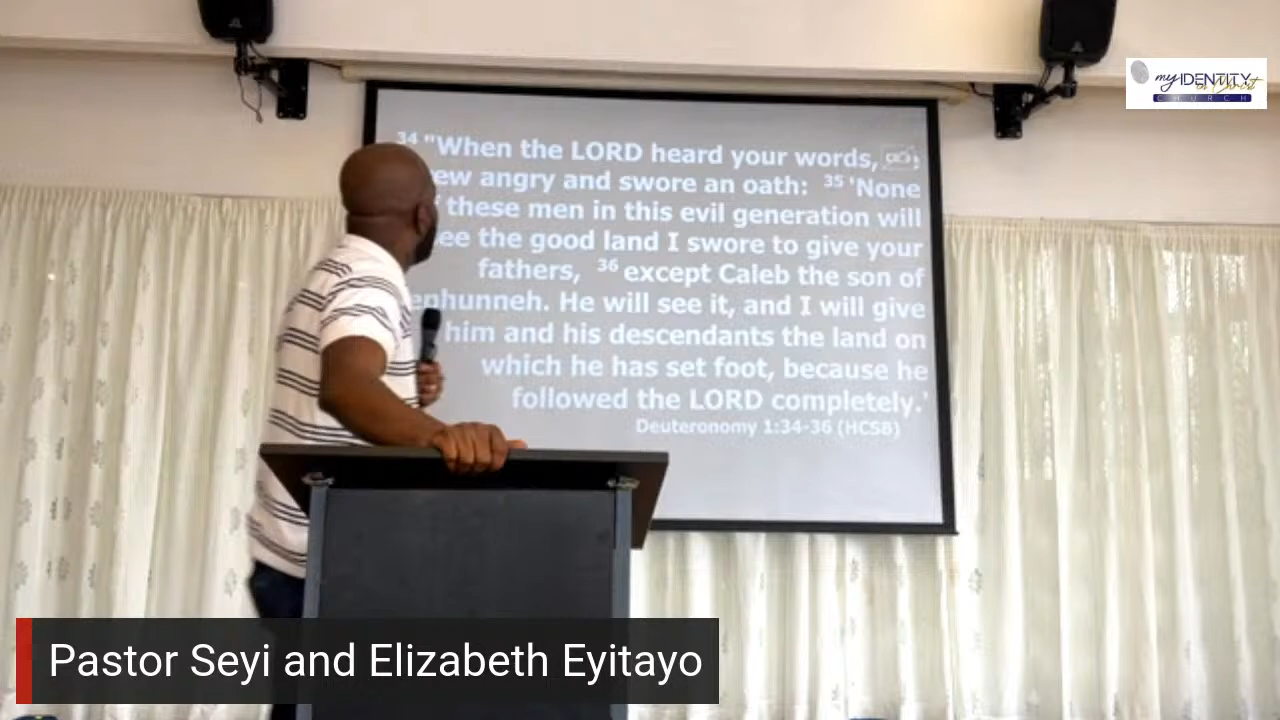 my IDENTITY
in Christ
CHURCH
34 "When the LORD heard your words,
angry and swore an oath: 35 'None
these men in this evil generation will
the good land I swore to give your
fathers, 36 except Caleb the son of
He will see it, and I will give
him and his descendants the land on
which he has set foot, because he
followed the LORD completely.'
Deuteronomy 1:34-36 (HCSB)
Pastor Seyi and Elizabeth Eyitayo